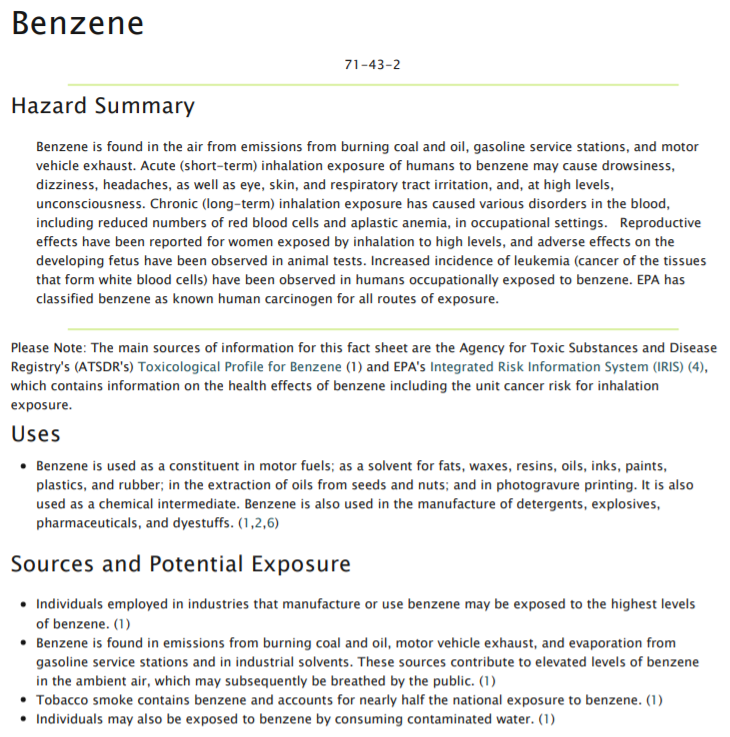 Benzene
71-43-2
Hazard Summary
Benzene is found in the air from emissions from burning coal and oil, gasoline service stations, and motor
vehicle exhaust. Acute (short-term) inhalation exposure of humans to benzene may cause drowsiness,
dizziness, headaches, as well as eye, skin, and respiratory tract irritation, and, at high levels,
unconsciousness. Chronic (long-term) inhalation exposure has caused various disorders in the blood,
including reduced numbers of red blood cells and aplastic anemia, in occupational settings.   Reproductive
effects have been reported for women exposed by inhalation to high levels, and adverse effects on the
developing fetus have been observed in animal tests. Increased incidence of leukemia (cancer of the tissues
that form white blood cells) have been observed in humans occupationally exposed to benzene. EPA has
classified benzene as known human carcinogen for all routes of exposure.
Please Note: The main sources of information for this fact sheet are the Agency for Toxic Substances and Disease
Registry's (ATSDR's) Toxicological Profile for Benzene (1) and EPA's Integrated Risk Information System (IRIS) (4),
which contains information on the health effects of benzene including the unit cancer risk for inhalation
exposure.
Uses
• Benzene is used as a constituent in motor fuels; as a solvent for fats, waxes, resins, oils, inks, paints,
plastics, and rubber; in the extraction of oils from seeds and nuts; and in photogravure printing. It is also
used as a chemical intermediate. Benzene is also used in the manufacture of detergents, explosives,
pharmaceuticals, and dyestuffs. (1,2,6)
Sources and Potential Exposure
• Individuals employed in industries that manufacture or use benzene may be exposed to the highest levels
of benzene. (1)
• Benzene is found in emissions from burning coal and oil, motor vehicle exhaust, and evaporation from
gasoline service stations and in industrial solvents. These sources contribute to elevated levels of benzene
in the ambient air, which may subsequently be breathed by the public. (1)
• Tobacco smoke contains benzene and accounts for nearly half the national exposure to benzene. (1)
• Individuals may also be exposed to benzene by consuming contaminated water. (1)